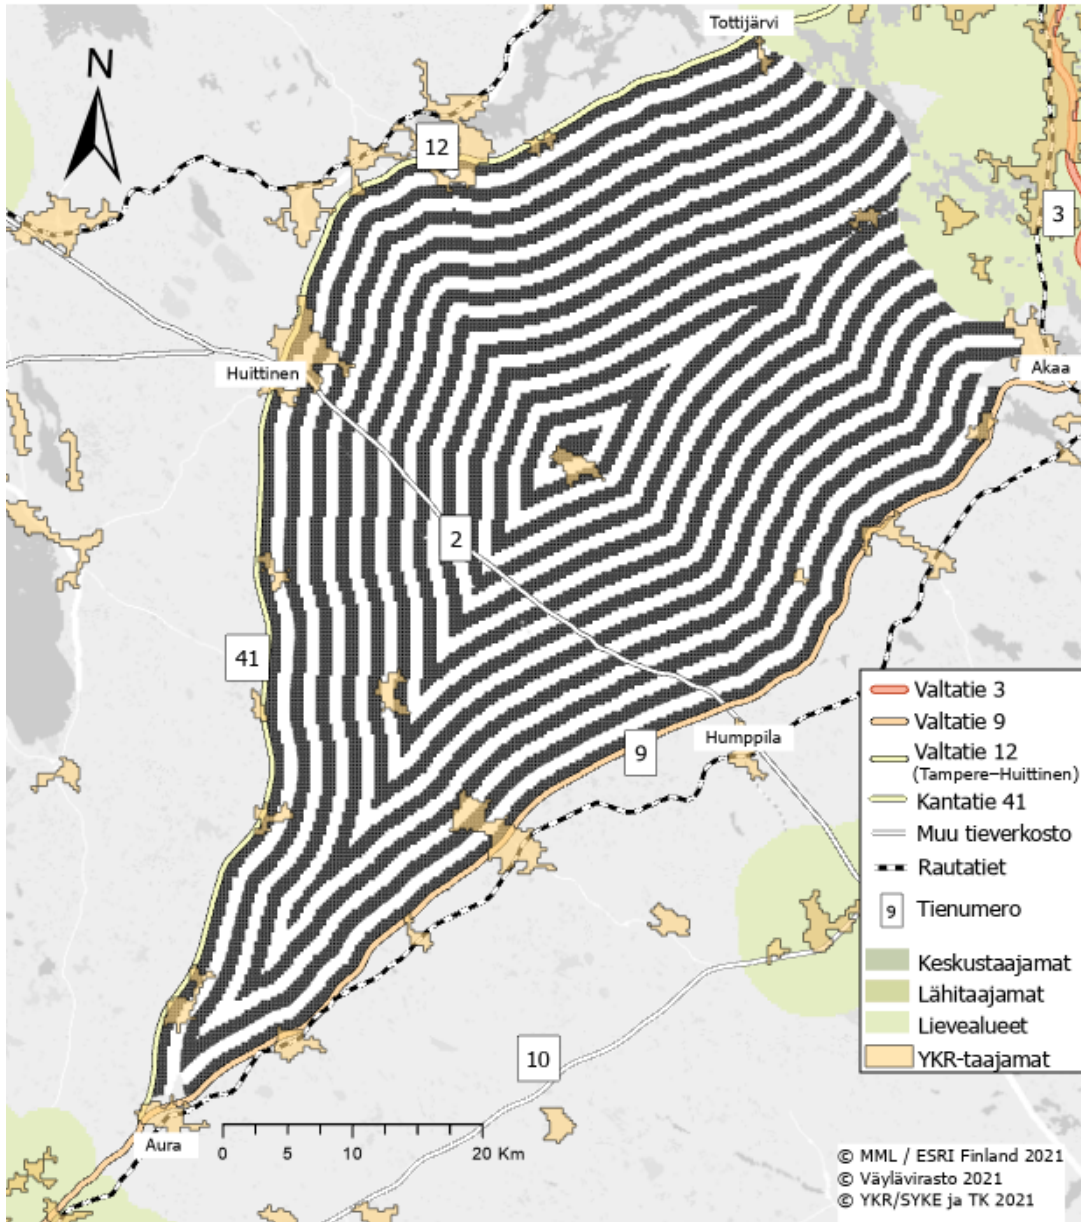 Tottijärvi
N
12
3
Huittinen
Akaa
2
41
Valtatie 3
Valtatie 9
Valtatie 12
(Tampere–Huittinen)
Kantatie 41
Muu tieverkosto
Rautatiet
9 Tienumero
Keskustaajamat
Lähitaajamat
Lievealueet
YKR-taajamat
Humppila
9
10
Aura
0 5 10 20 Km
© MML / ESRI Finland 2021
© Väylävirasto 2021
© YKR/SYKE ja TK 2021